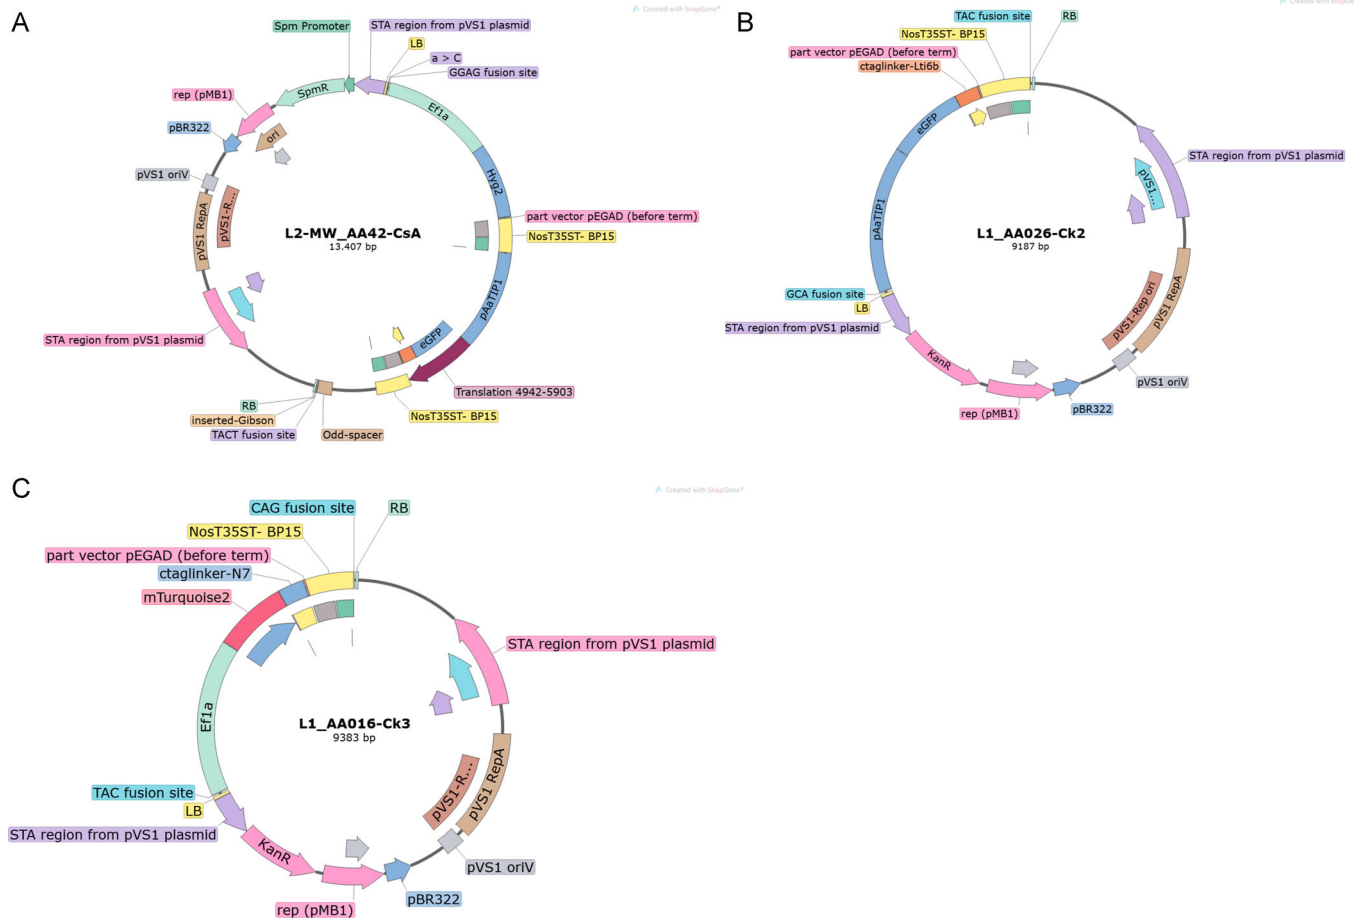 A
Created with SnapGene®
Spm Promoter
STA region from pVS1 plasmid
LB
a > C
GGAG fusion site
SpmR
rep (pMB1)
Ef1a
pBR322
ori
Hyg2
pVS1 oriV
part vector pEGAD (before term)
NosT35ST- BP15
pVS1-R...
pVS1 RepA
L2-MW_AA42-CsA
13.407 bp
pAaTIP1
STA region from pVS1 plasmid
eGFP
Translation 4942-5903
RB
NosT35ST- BP15
inserted-Gibson
TACT fusion site
Odd-spacer
B
TAC fusion site
RB
NosT35ST- BP15
part vector pEGAD (before term)
ctaglinker-Lti6b
eGFP
STA region from pVS1 plasmid
pVS1...
pAaTIP1
L1_AA026-Ck2
9187 bp
GCA fusion site
LB
STA region from pVS1 plasmid
pVS1-Rep ori
pVS1 RepA
KanR
pVS1 oriV
rep (pMB1)
pBR322
C
Created with SnapGene®
CAG fusion site
RB
NosT35ST- BP15
part vector pEGAD (before term)
ctaglinker-N7
mTurquoise2
STA region from pVS1 plasmid
Ef1a
L1_AA016-Ck3
9383 bp
TAC fusion site
LB
STA region from pVS1 plasmid
pVS1-R...
pVS1 RepA
KanR
pVS1 oriV
rep (pMB1)
pBR322